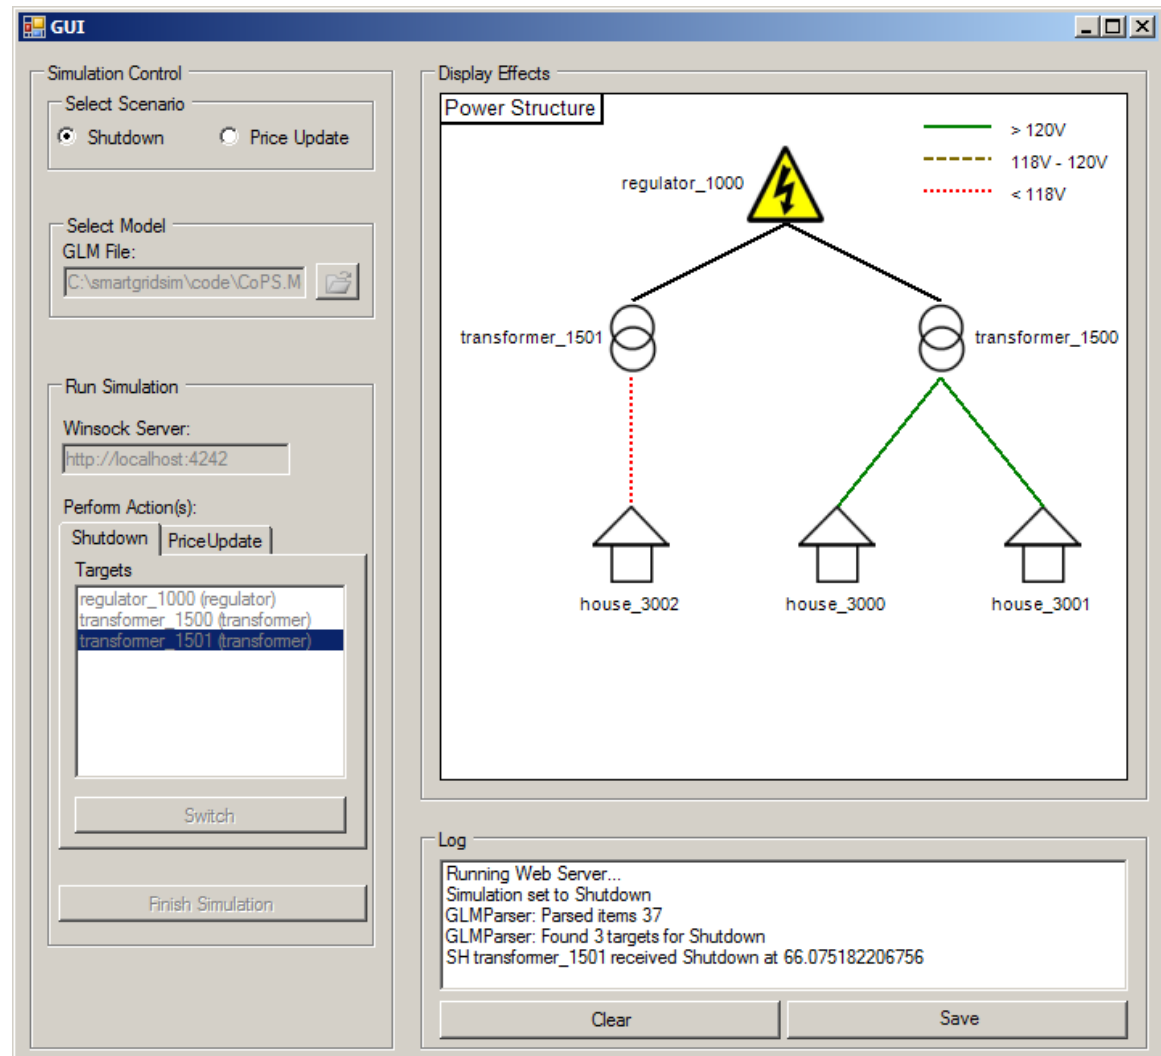 GUI
Simulation Control
Select Scenario
Shutdown
Price Update
Select Model
GLM File:
C:\smartgridsim\code\CoPS.M
Run Simulation
Winsock Server:
http://localhost:4242
Perform Action(s):
Shutdown
PriceUpdate
Targets
regulator_1000 (regulator)
transformer_1500 (transformer)
transformer_1501 (transformer)
Switch
Finish Simulation
Display Effects
Power Structure
> 120V
118V - 120V
< 118V
regulator_1000
transformer_1501
transformer_1500
house_3002
house_3000
house_3001
Log
Running Web Server...
Simulation set to Shutdown
GLMParser: Parsed items 37
GLMParser: Found 3 targets for Shutdown
SH transformer_1501 received Shutdown at 66.075182206756
Clear
Save